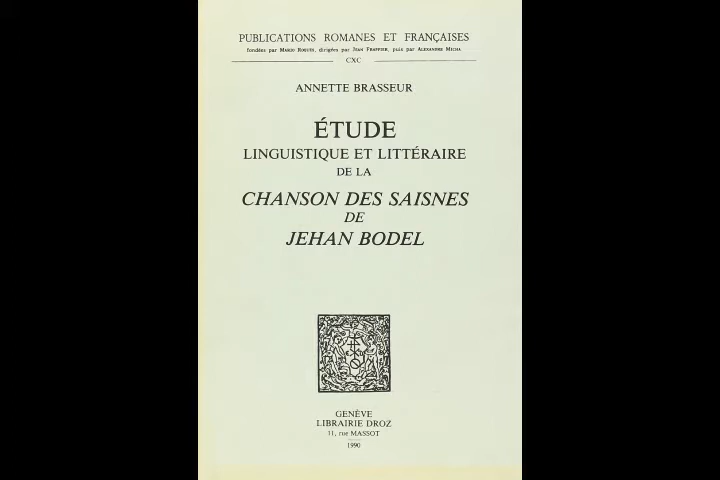 PUBLICATIONS ROMANES ET FRANÇAISES
fondées par MARIO ROQUES, dirigées par JEAN FRAPPIER, puis par ALEXANDRE MICHA
CXC
ANNETTE BRASSEUR
ÉTUDE
LINGUISTIQUE ET LITTÉRAIRE
DE LA
CHANSON DES SAISNES
DE
JEHAN BODEL
GENÈVE
LIBRAIRIE DROZ
11, rue MASSOT
1990